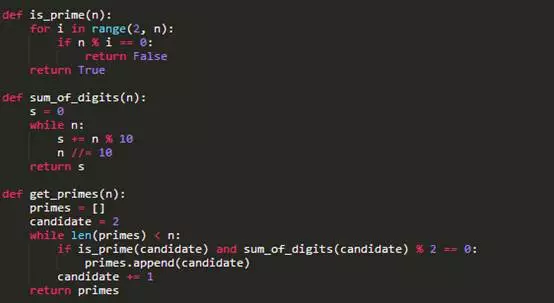 def is_prime(n):
    for i in range(2, n):
        if n % i == 0:
            return False
    return True

def sum_of_digits(n):
    s = 0
    while n:
        s += n % 10
        n //= 10
    return s

def get_primes(n):
    primes = []
    candidate = 2
    while len(primes) < n:
        if is_prime(candidate) and sum_of_digits(candidate) % 2 == 0:
            primes.append(candidate)
        candidate += 1
    return primes